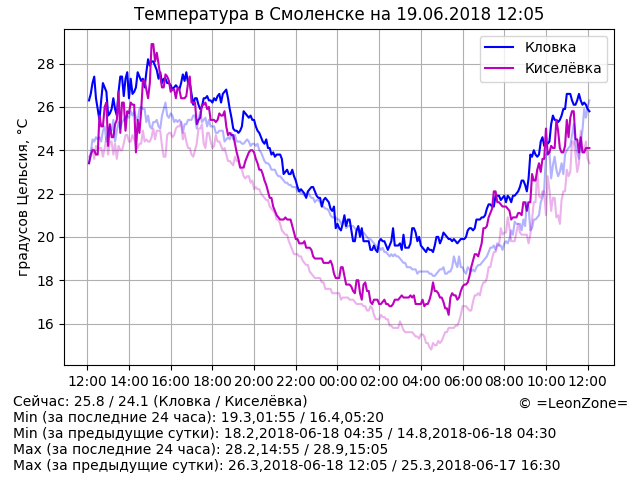 Температура в Смоленске на 19.06.2018 12:05
Кловка
Киселёвка
градусов Цельсия, °C
28
26
24
22
20
18
16
12:00 14:00 16:00 18:00 20:00 22:00 00:00 02:00 04:00 06:00 08:00 10:00 12:00
Сейчас: 25.8 / 24.1 (Кловка / Киселёвка)
© =LeonZone=
Min (за последние 24 часа): 19.3,01:55 / 16.4,05:20
Min (за предыдущие сутки): 18.2,2018-06-18 04:35 / 14.8,2018-06-18 04:30
Max (за последние 24 часа): 28.2,14:55 / 28.9,15:05
Max (за предыдущие сутки): 26.3,2018-06-18 12:05 / 25.3,2018-06-17 16:30